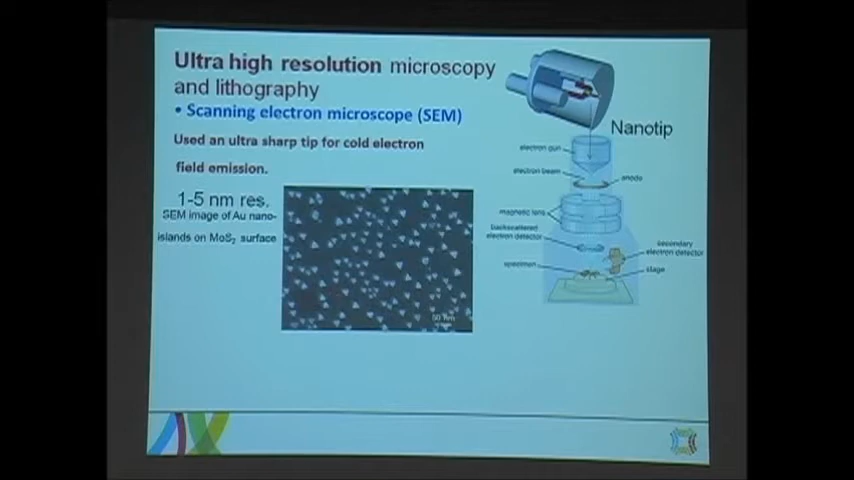 Ultra high resolution microscopy
and lithography
• Scanning electron microscope (SEM)
Used an ultra sharp tip for cold electron
field emission.
1-5 nm res.
SEM image of Au nano-
islands on MoS₂ surface
50 nm
Nanotip
electron gun
electron beam
anode
magnetic lens
backscattered
electron detector
secondary
electron detector
specimen
stage